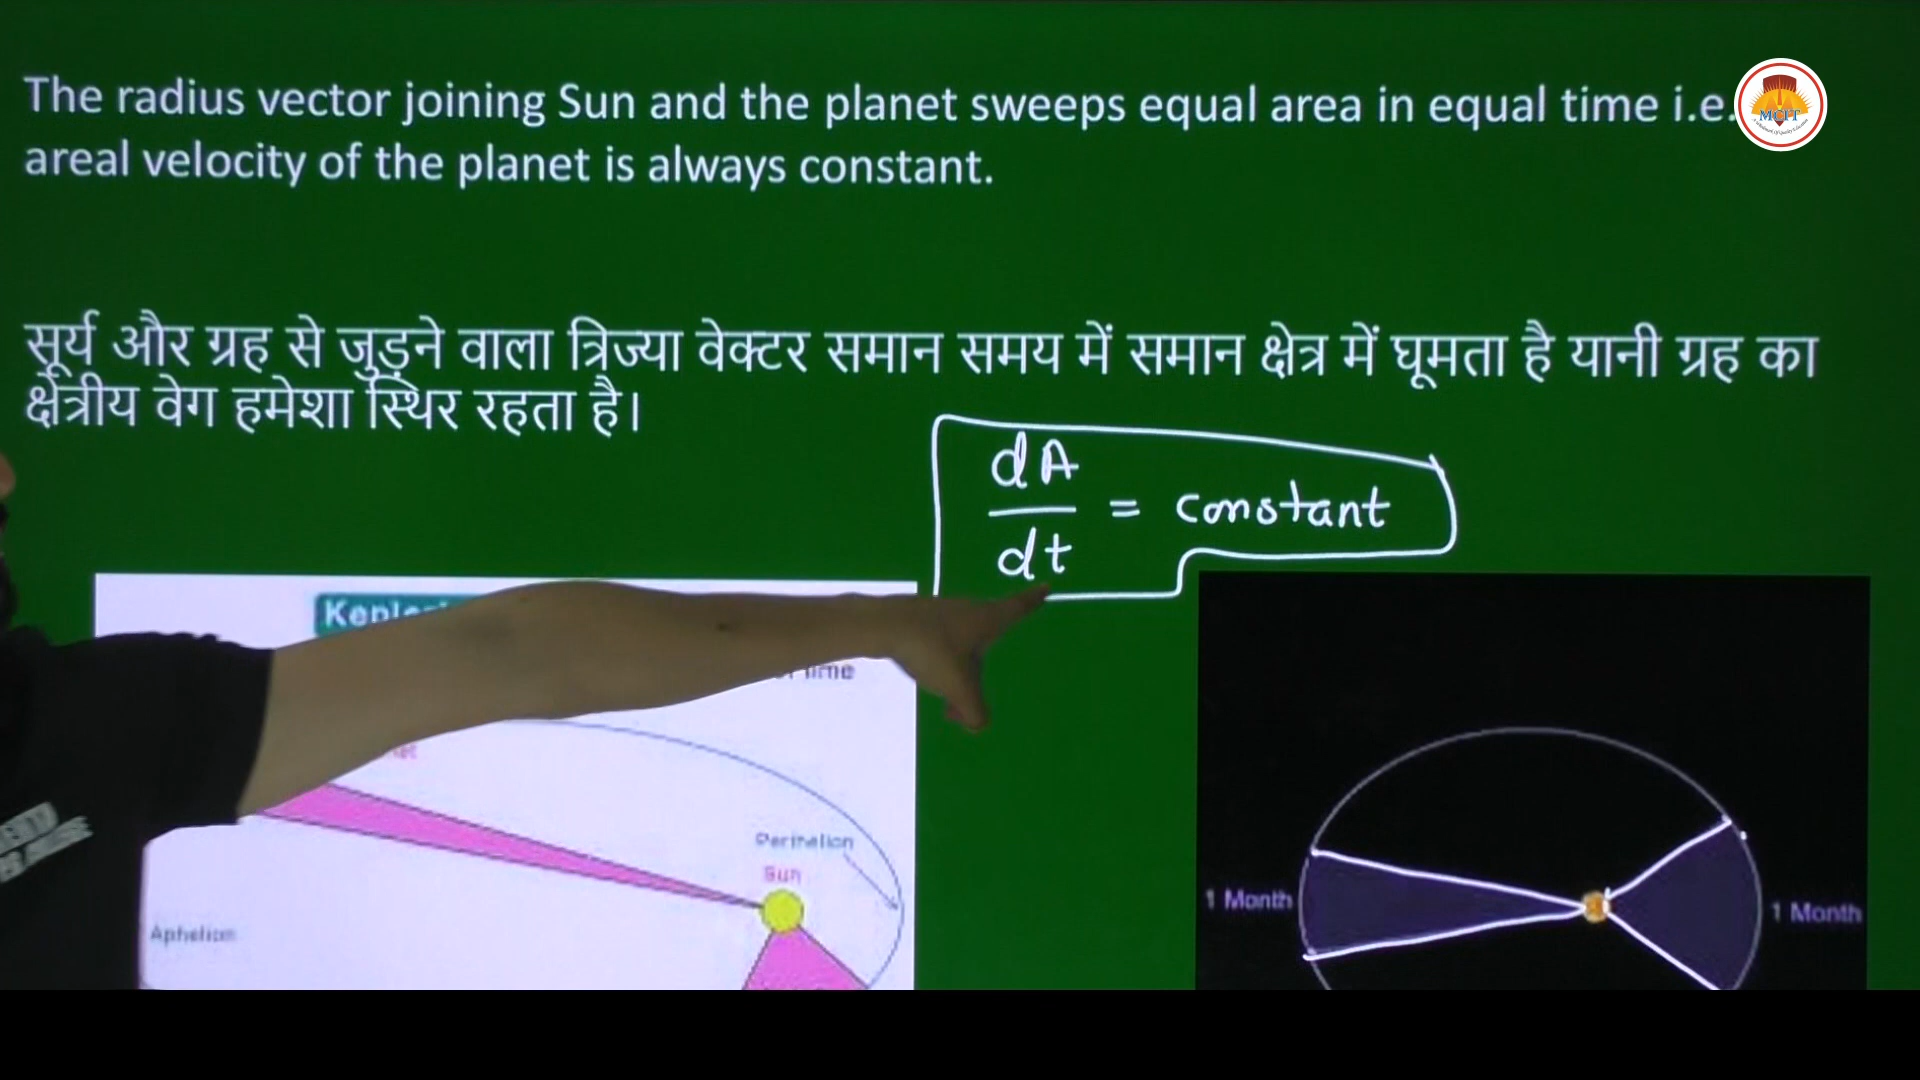 The radius vector joining Sun and the planet sweeps equal area in equal time i.e.
areal velocity of the planet is always constant.
MCIT
सूर्य और ग्रह से जुड़ने वाला त्रिज्या वेक्टर समान समय में समान क्षेत्र में घूमता है यानी ग्रह का
क्षेत्रीय वेग हमेशा स्थिर रहता है।
dA
dt
= constant
time
Perihelion
Sun
Aphelion
1 Month
1 Month